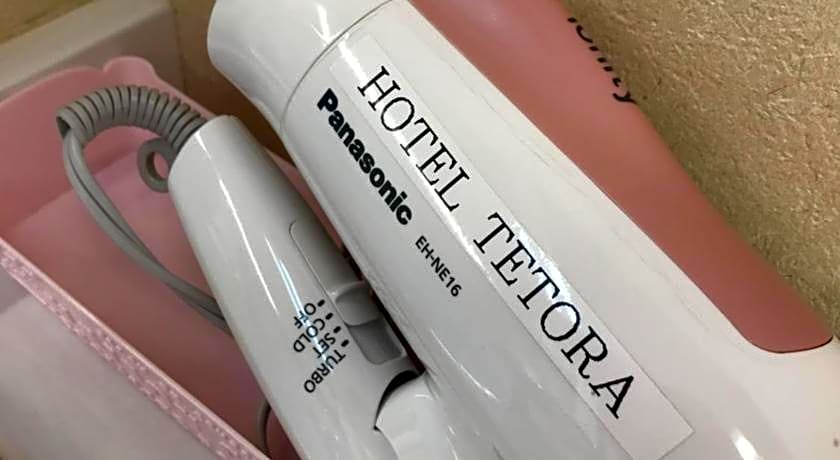 HOTEL TETORA
Panasonic
EH-NE16
TURBO
SET
COLD
OFF